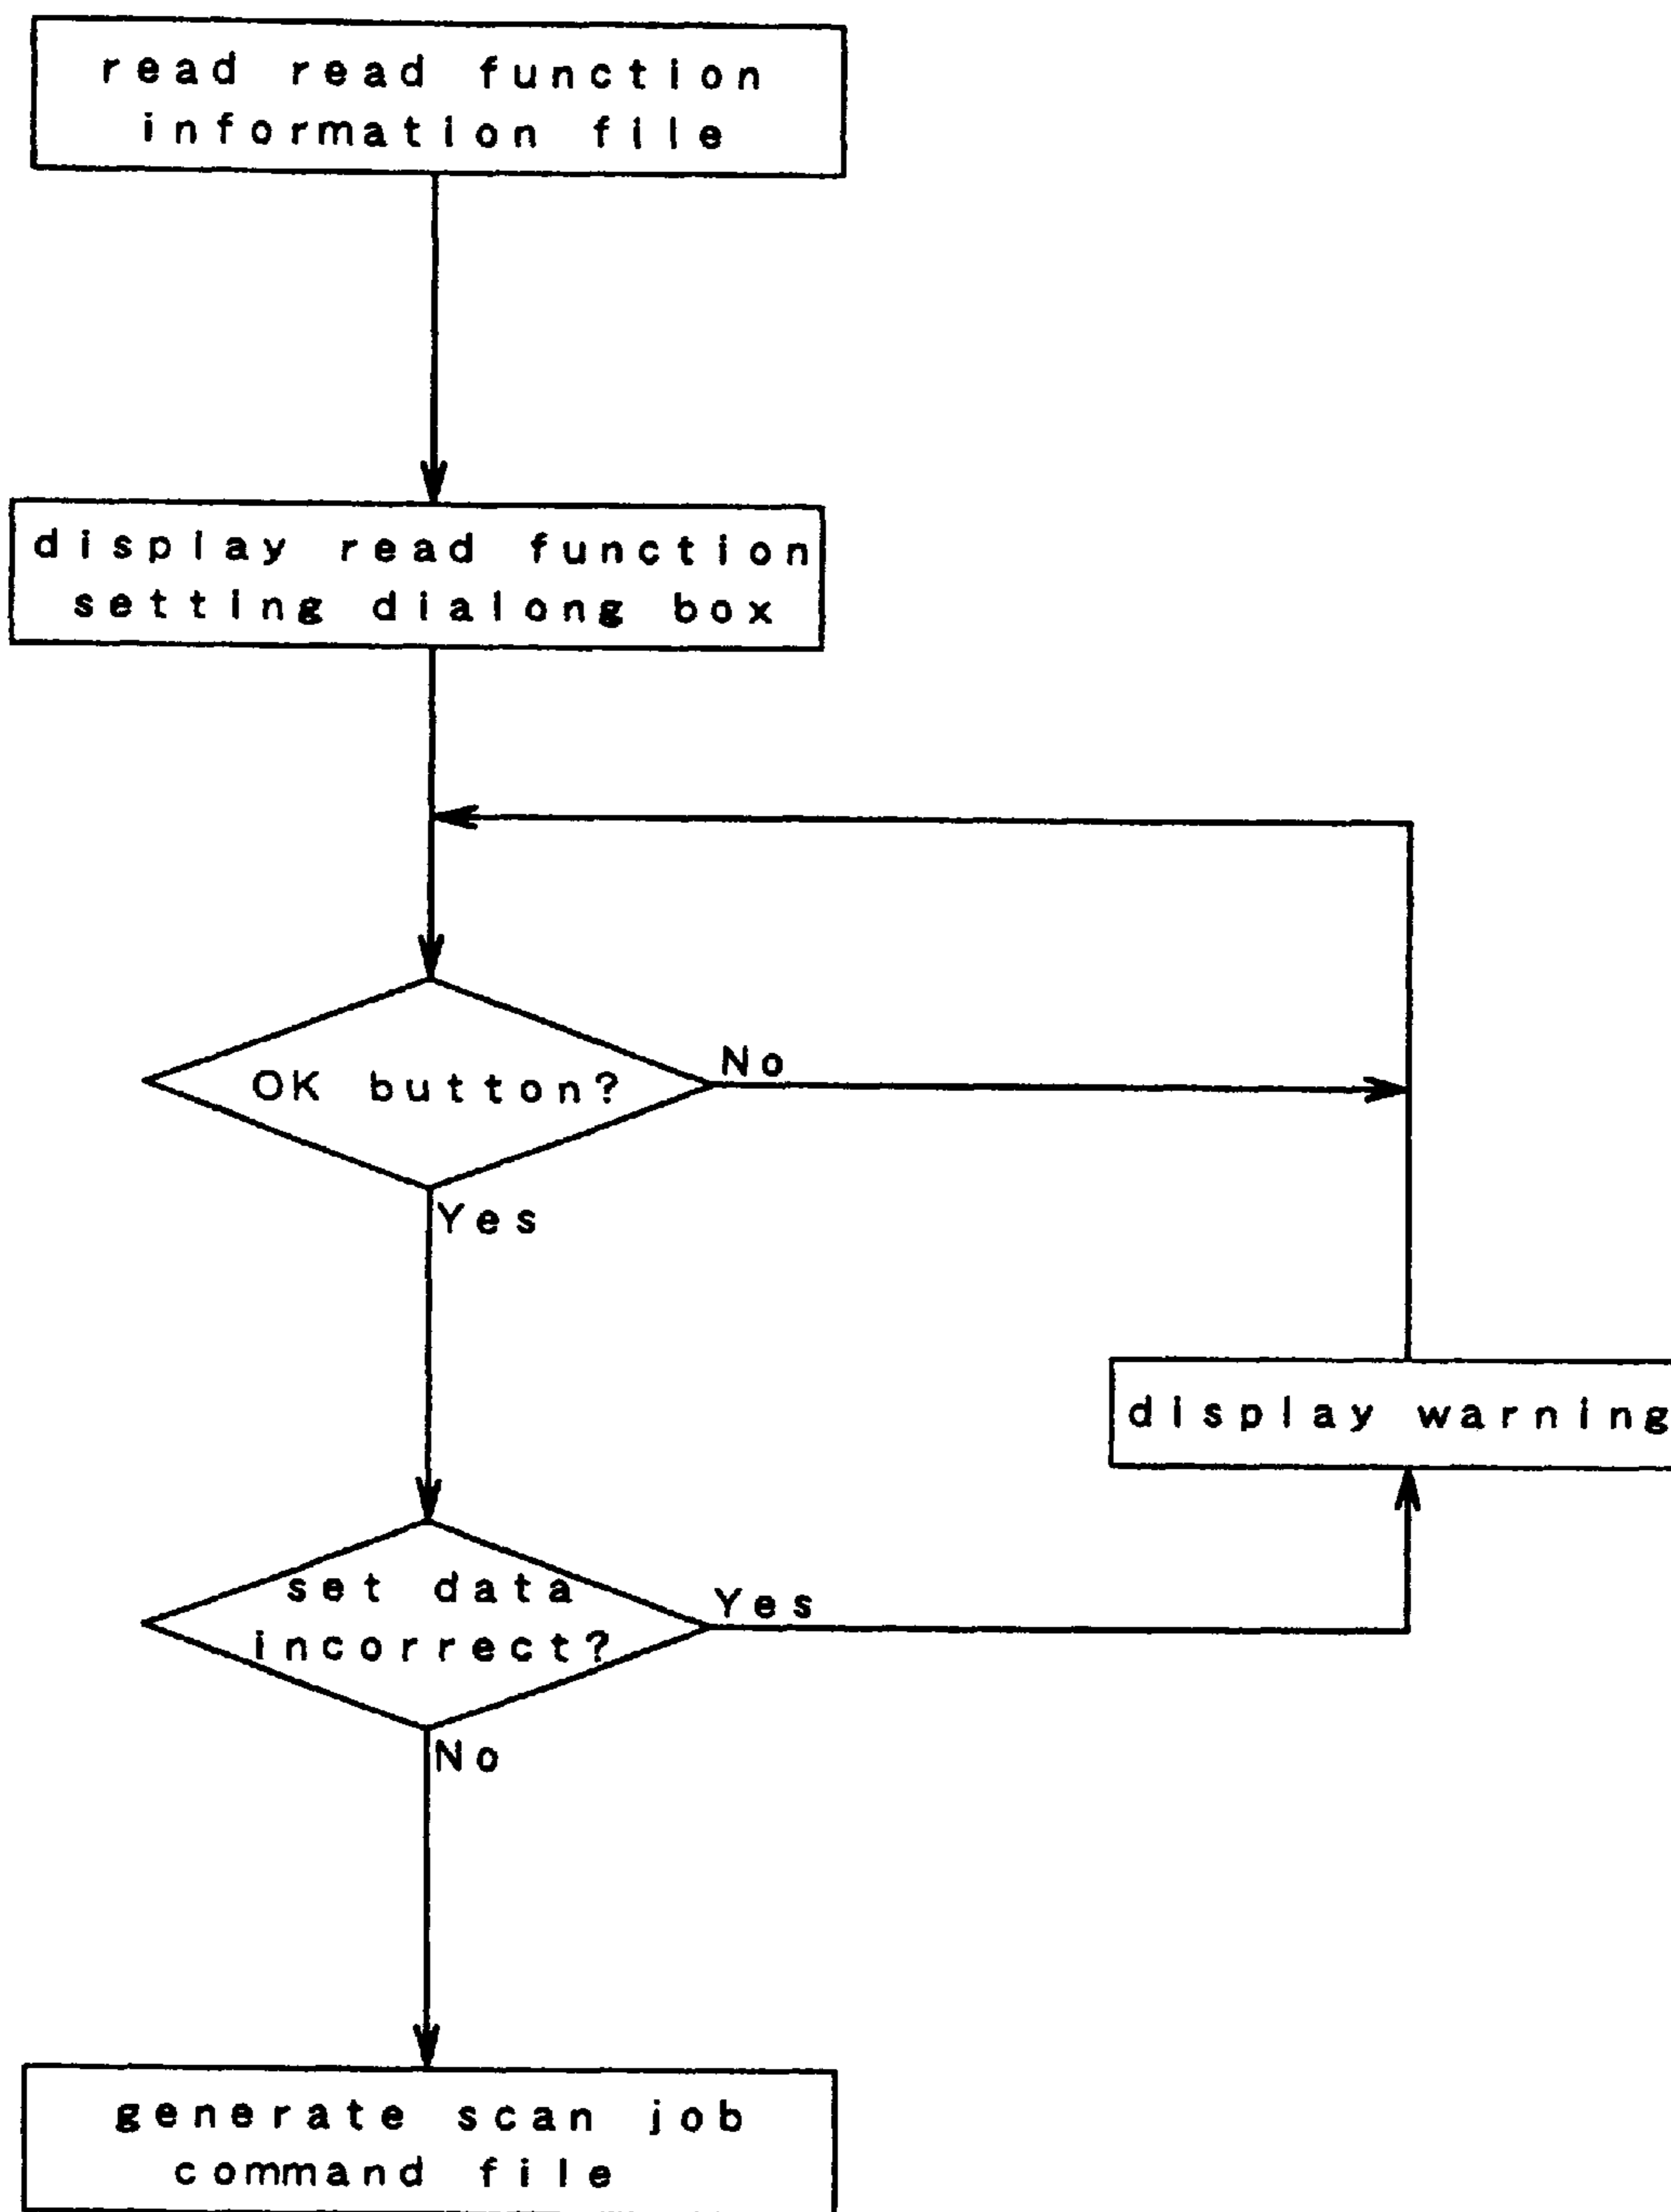 read read function
information file
display read function
setting dialong box
OK button?
No
Yes
display warning
set data
incorrect?
Yes
No
generate scan job
command file